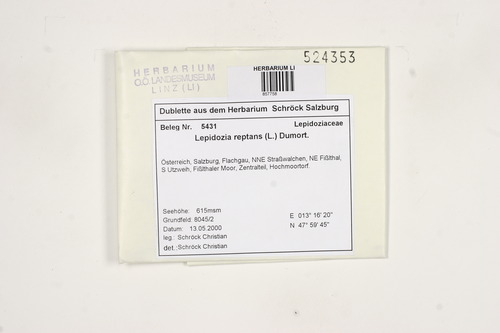 524353
HERBARIUM
O.Ö. LANDESMUSEUM
LINZ (LI)
HERBARIUM LI
Dublette aus dem Herbarium Schröck Salzburg
Beleg Nr. 5431 Lepidoziaceae
Lepidozia reptans (L.) Dumort.
Österreich, Salzburg, Flachgau, NNE Straßwalchen, NE Fißlthal,
S Utzweih, Fißlthaler Moor, Zentralteil, Hochmoortorf.
Seehöhe: 615msm E 013° 16' 20"
Grundfeld: 8045/2 N 47° 59' 45"
Datum: 13.05.2000
leg.: Schröck Christian
det.: Schröck Christian